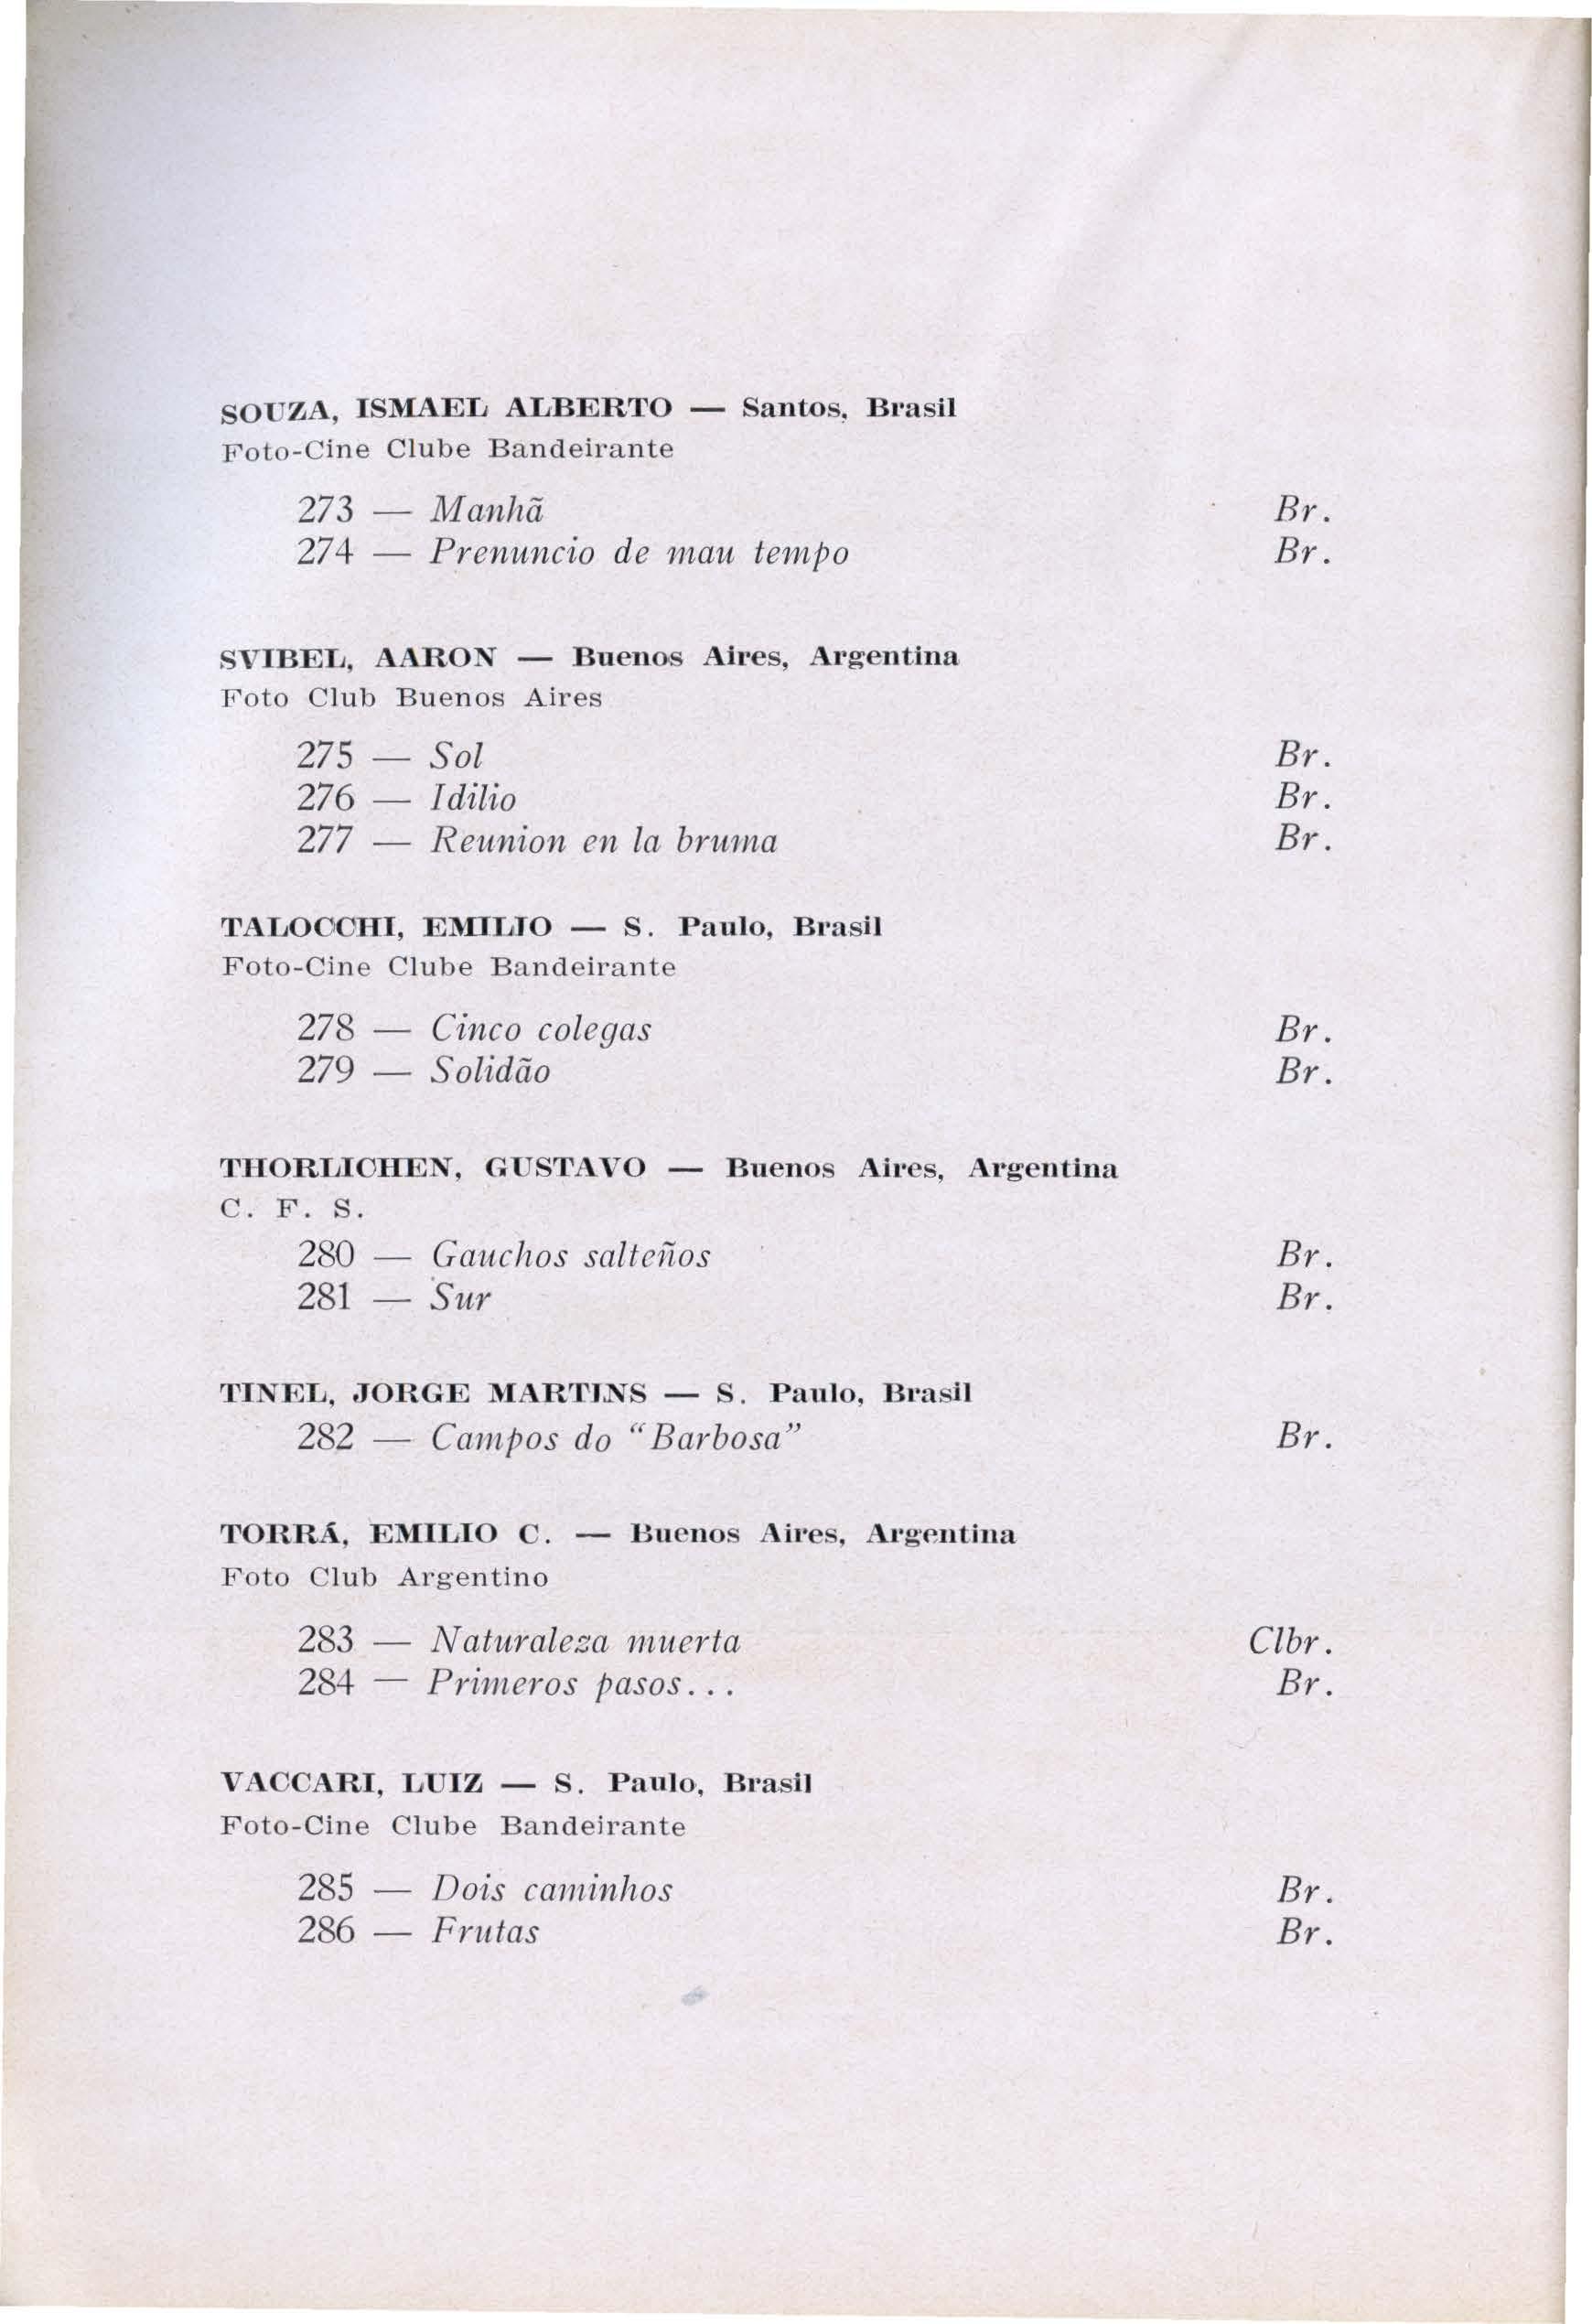 SOUZA, ISMAEL ALBERTO — Santos, Brasil
Foto-Cine Clube Bandeirante
273 — Manhã Br.
274 — Prenuncio de mau tempo Br.
SVIBEL, AARON — Buenos Aires, Argentina
Foto Club Buenos Aires
275 — Sol Br.
276 — Idilio Br.
277 — Reunion en la bruma Br.
TALOCCHI, EMILIO — S. Paulo, Brasil
Foto-Cine Clube Bandeirante
278 — Cinco colegas Br.
279 — Solidão Br.
THORLICHEN, GUSTAVO — Buenos Aires, Argentina
C. F. S.
280 — Gauchos salteños Br.
281 — Sur Br.
TINEL, JORGE MARTINS — S. Paulo, Brasil
282 — Campos do “Barbosa” Br.
TORRÁ, EMILIO C. — Buenos Aires, Argentina
Foto Club Argentino
283 — Naturaleza muerta Clbr.
284 — Primeros pasos... Br.
VACCARI, LUIZ — S. Paulo, Brasil
Foto-Cine Clube Bandeirante
285 — Dois caminhos Br.
286 — Frutas Br.